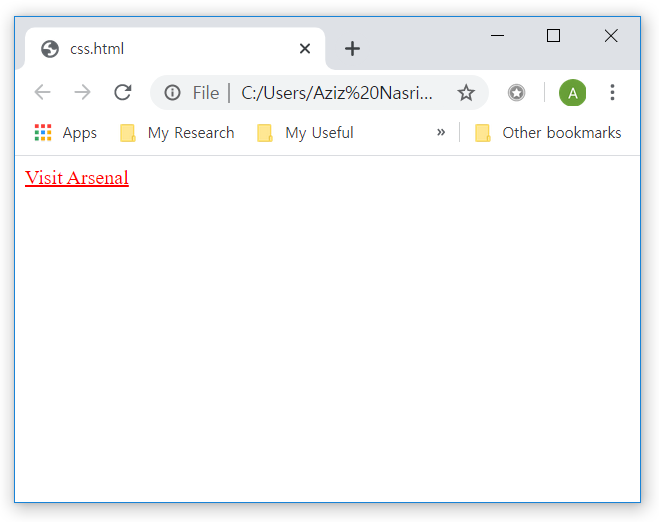 css.html
File | C:/Users/Aziz%20Nasri...
A
Apps My Research My Useful » Other bookmarks
Visit Arsenal